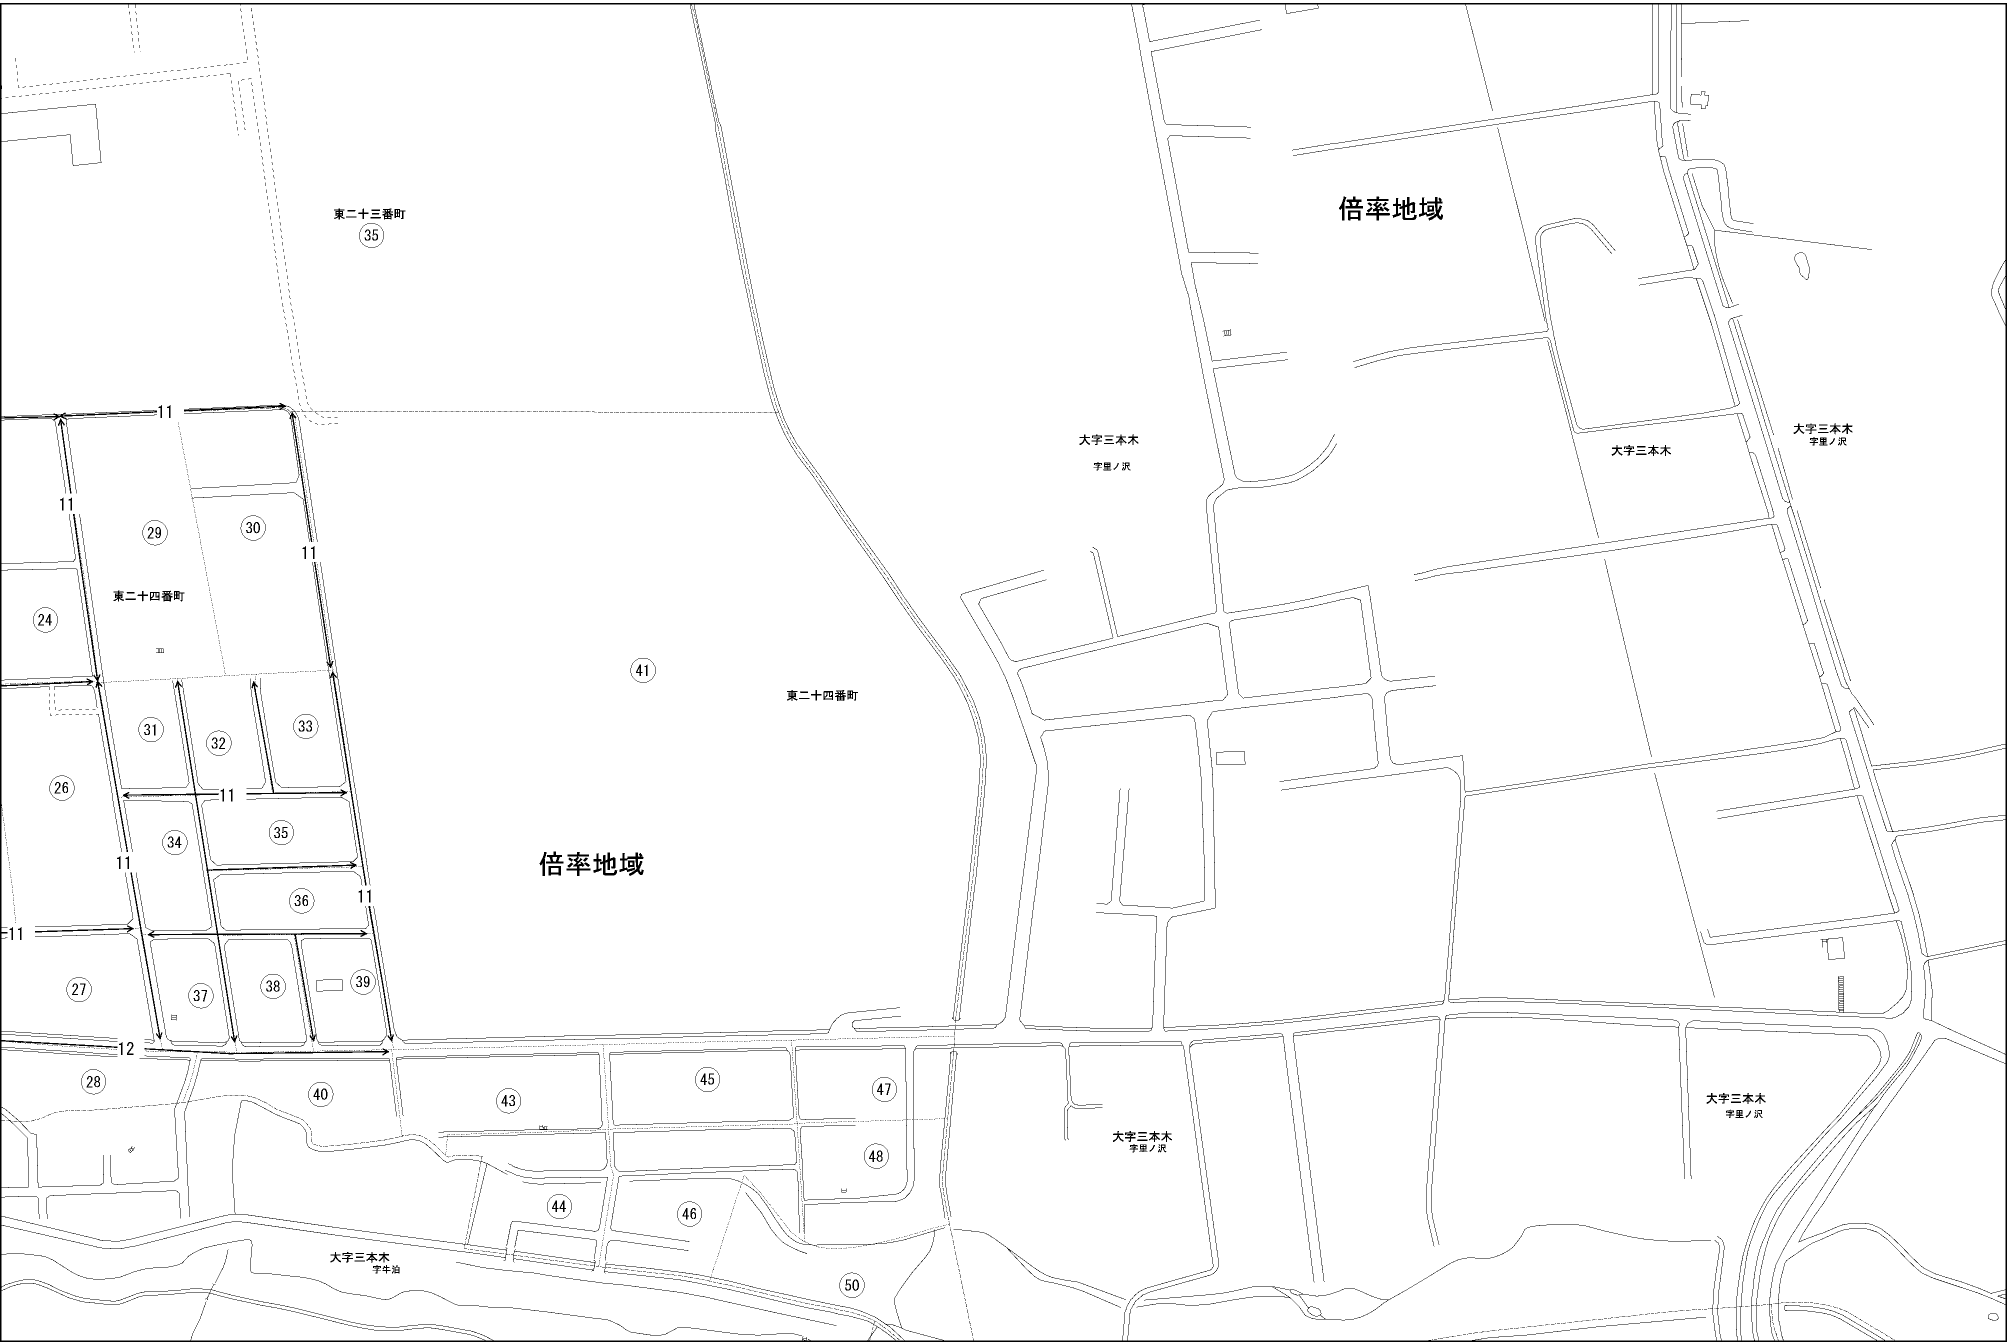 倍率地域
東二十三番町
35
11
大字三本木
字里ノ沢
大字三本木
大字三本木
字里ノ沢
11
29
30
11
東二十四番町
24
41
東二十四番町
31
32
33
26
11
35
34
11
倍率地域
36
11
11
39
27
37
38
12
28
40
43
45
47
大字三本木
字里ノ沢
大字三本木
字里ノ沢
48
44
46
大字三本木
字牛泊
50